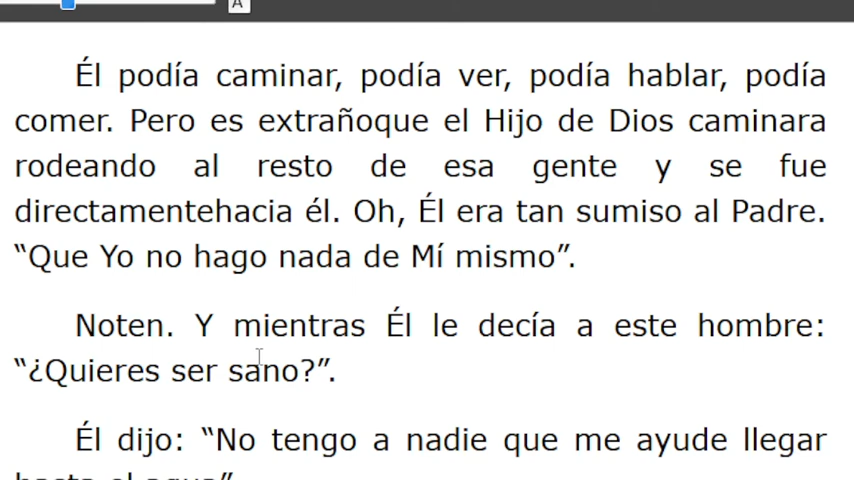 A
Él podía caminar, podía ver, podía hablar, podía
comer. Pero es extrañoque el Hijo de Dios caminara
rodeando al resto de esa gente y se fue
directamentehacia él. Oh, Él era tan sumiso al Padre.
“Que Yo no hago nada de Mí mismo”.
Noten. Y mientras Él le decía a este hombre:
“¿Quieres ser sano?”.
Él dijo: “No tengo a nadie que me ayude llegar
hasta el agua”